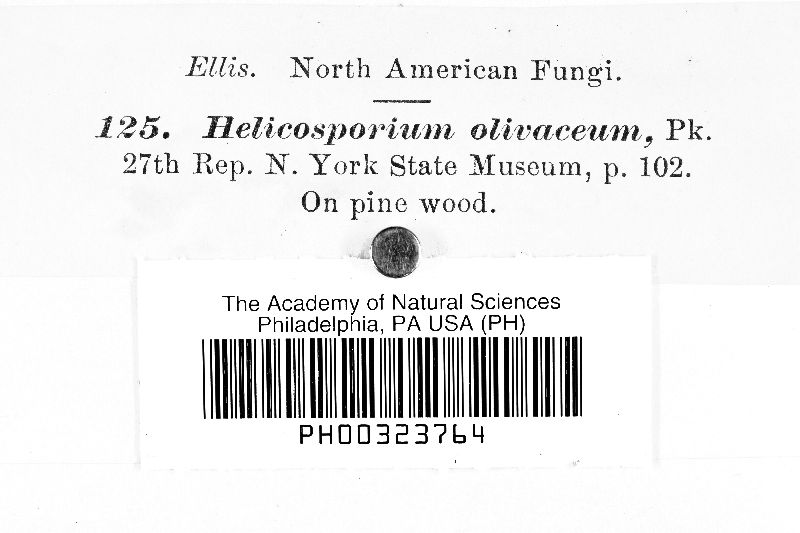 Ellis. North American Fungi.
125. Helicosporium olivaceum, Pk.
27th Rep. N. York State Museum, p. 102.
On pine wood.
The Academy of Natural Sciences
Philadelphia, PA USA (PH)
PH00323764